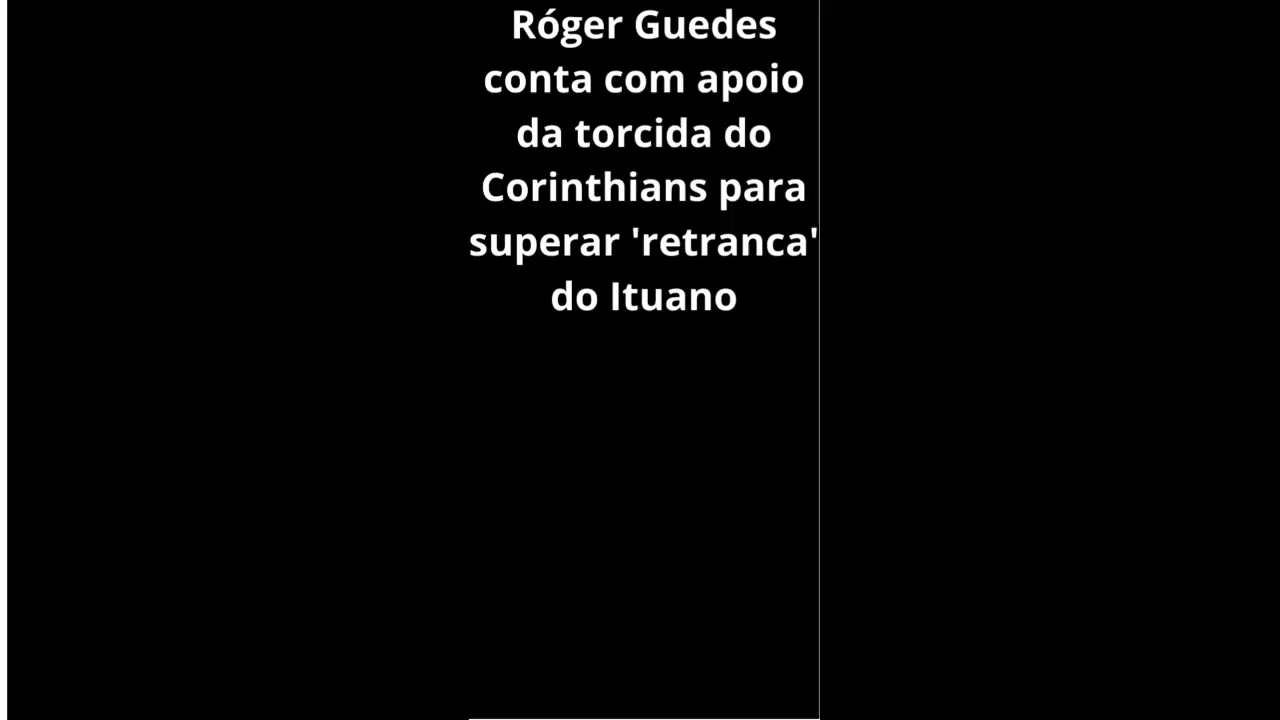 Róger Guedes
conta com apoio
da torcida do
Corinthians para
superar 'retranca'
do Ituano